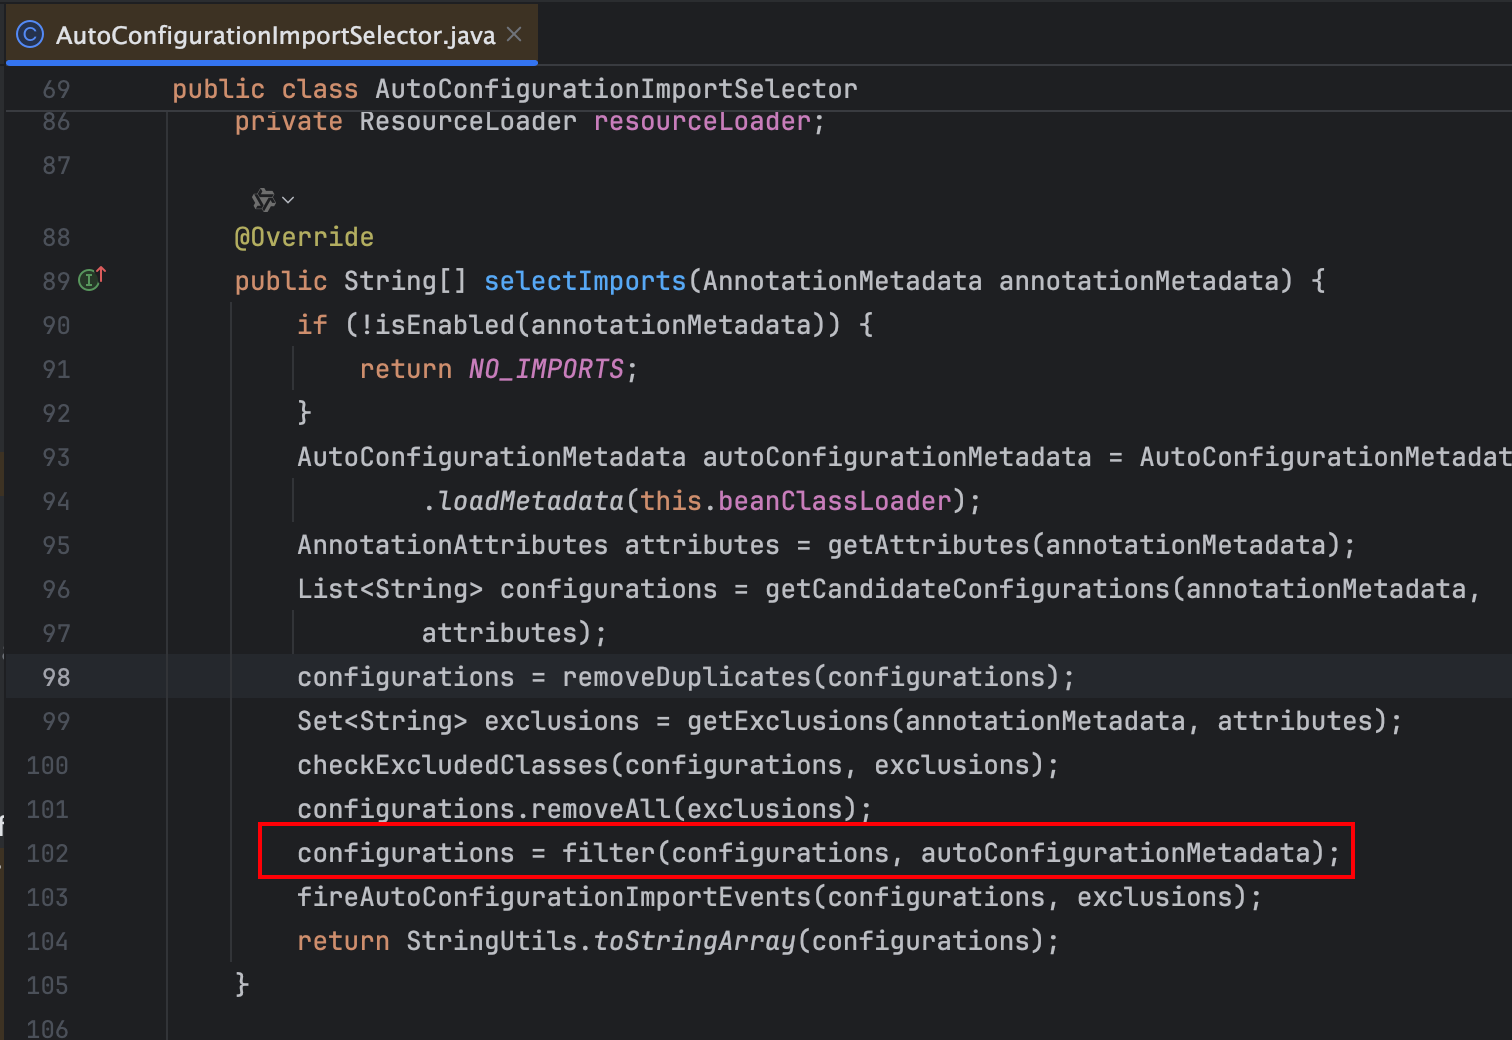 AutoConfigurationImportSelector.java
69 public class AutoConfigurationImportSelector
86 private ResourceLoader resourceLoader;
87
88 @Override
89 public String[] selectImports(AnnotationMetadata annotationMetadata) {
90 if (!isEnabled(annotationMetadata)) {
91 return NO_IMPORTS;
92 }
93 AutoConfigurationMetadata autoConfigurationMetadata = AutoConfigurationMetadat
94 .loadMetadata(this.beanClassLoader);
95 AnnotationAttributes attributes = getAttributes(annotationMetadata);
96 List<String> configurations = getCandidateConfigurations(annotationMetadata,
97 attributes);
98 configurations = removeDuplicates(configurations);
99 Set<String> exclusions = getExclusions(annotationMetadata, attributes);
100 checkExcludedClasses(configurations, exclusions);
101 configurations.removeAll(exclusions);
102 configurations = filter(configurations, autoConfigurationMetadata);
103 fireAutoConfigurationImportEvents(configurations, exclusions);
104 return StringUtils.toStringArray(configurations);
105 }
106